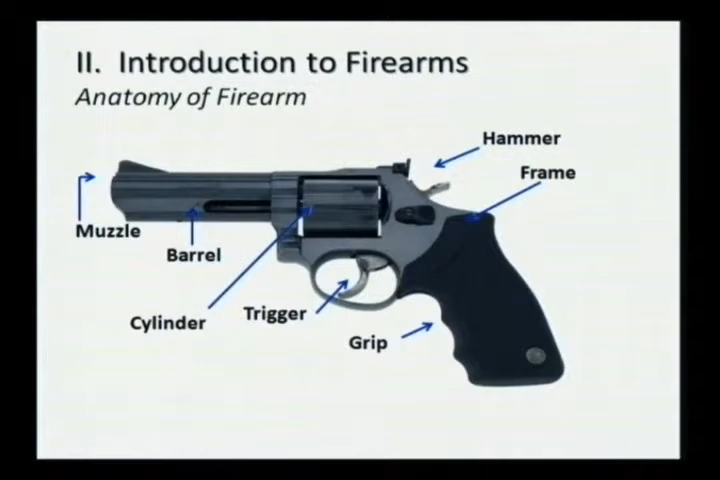 II. Introduction to Firearms
Anatomy of Firearm
Hammer
Frame
Muzzle
Barrel
Cylinder
Trigger
Grip